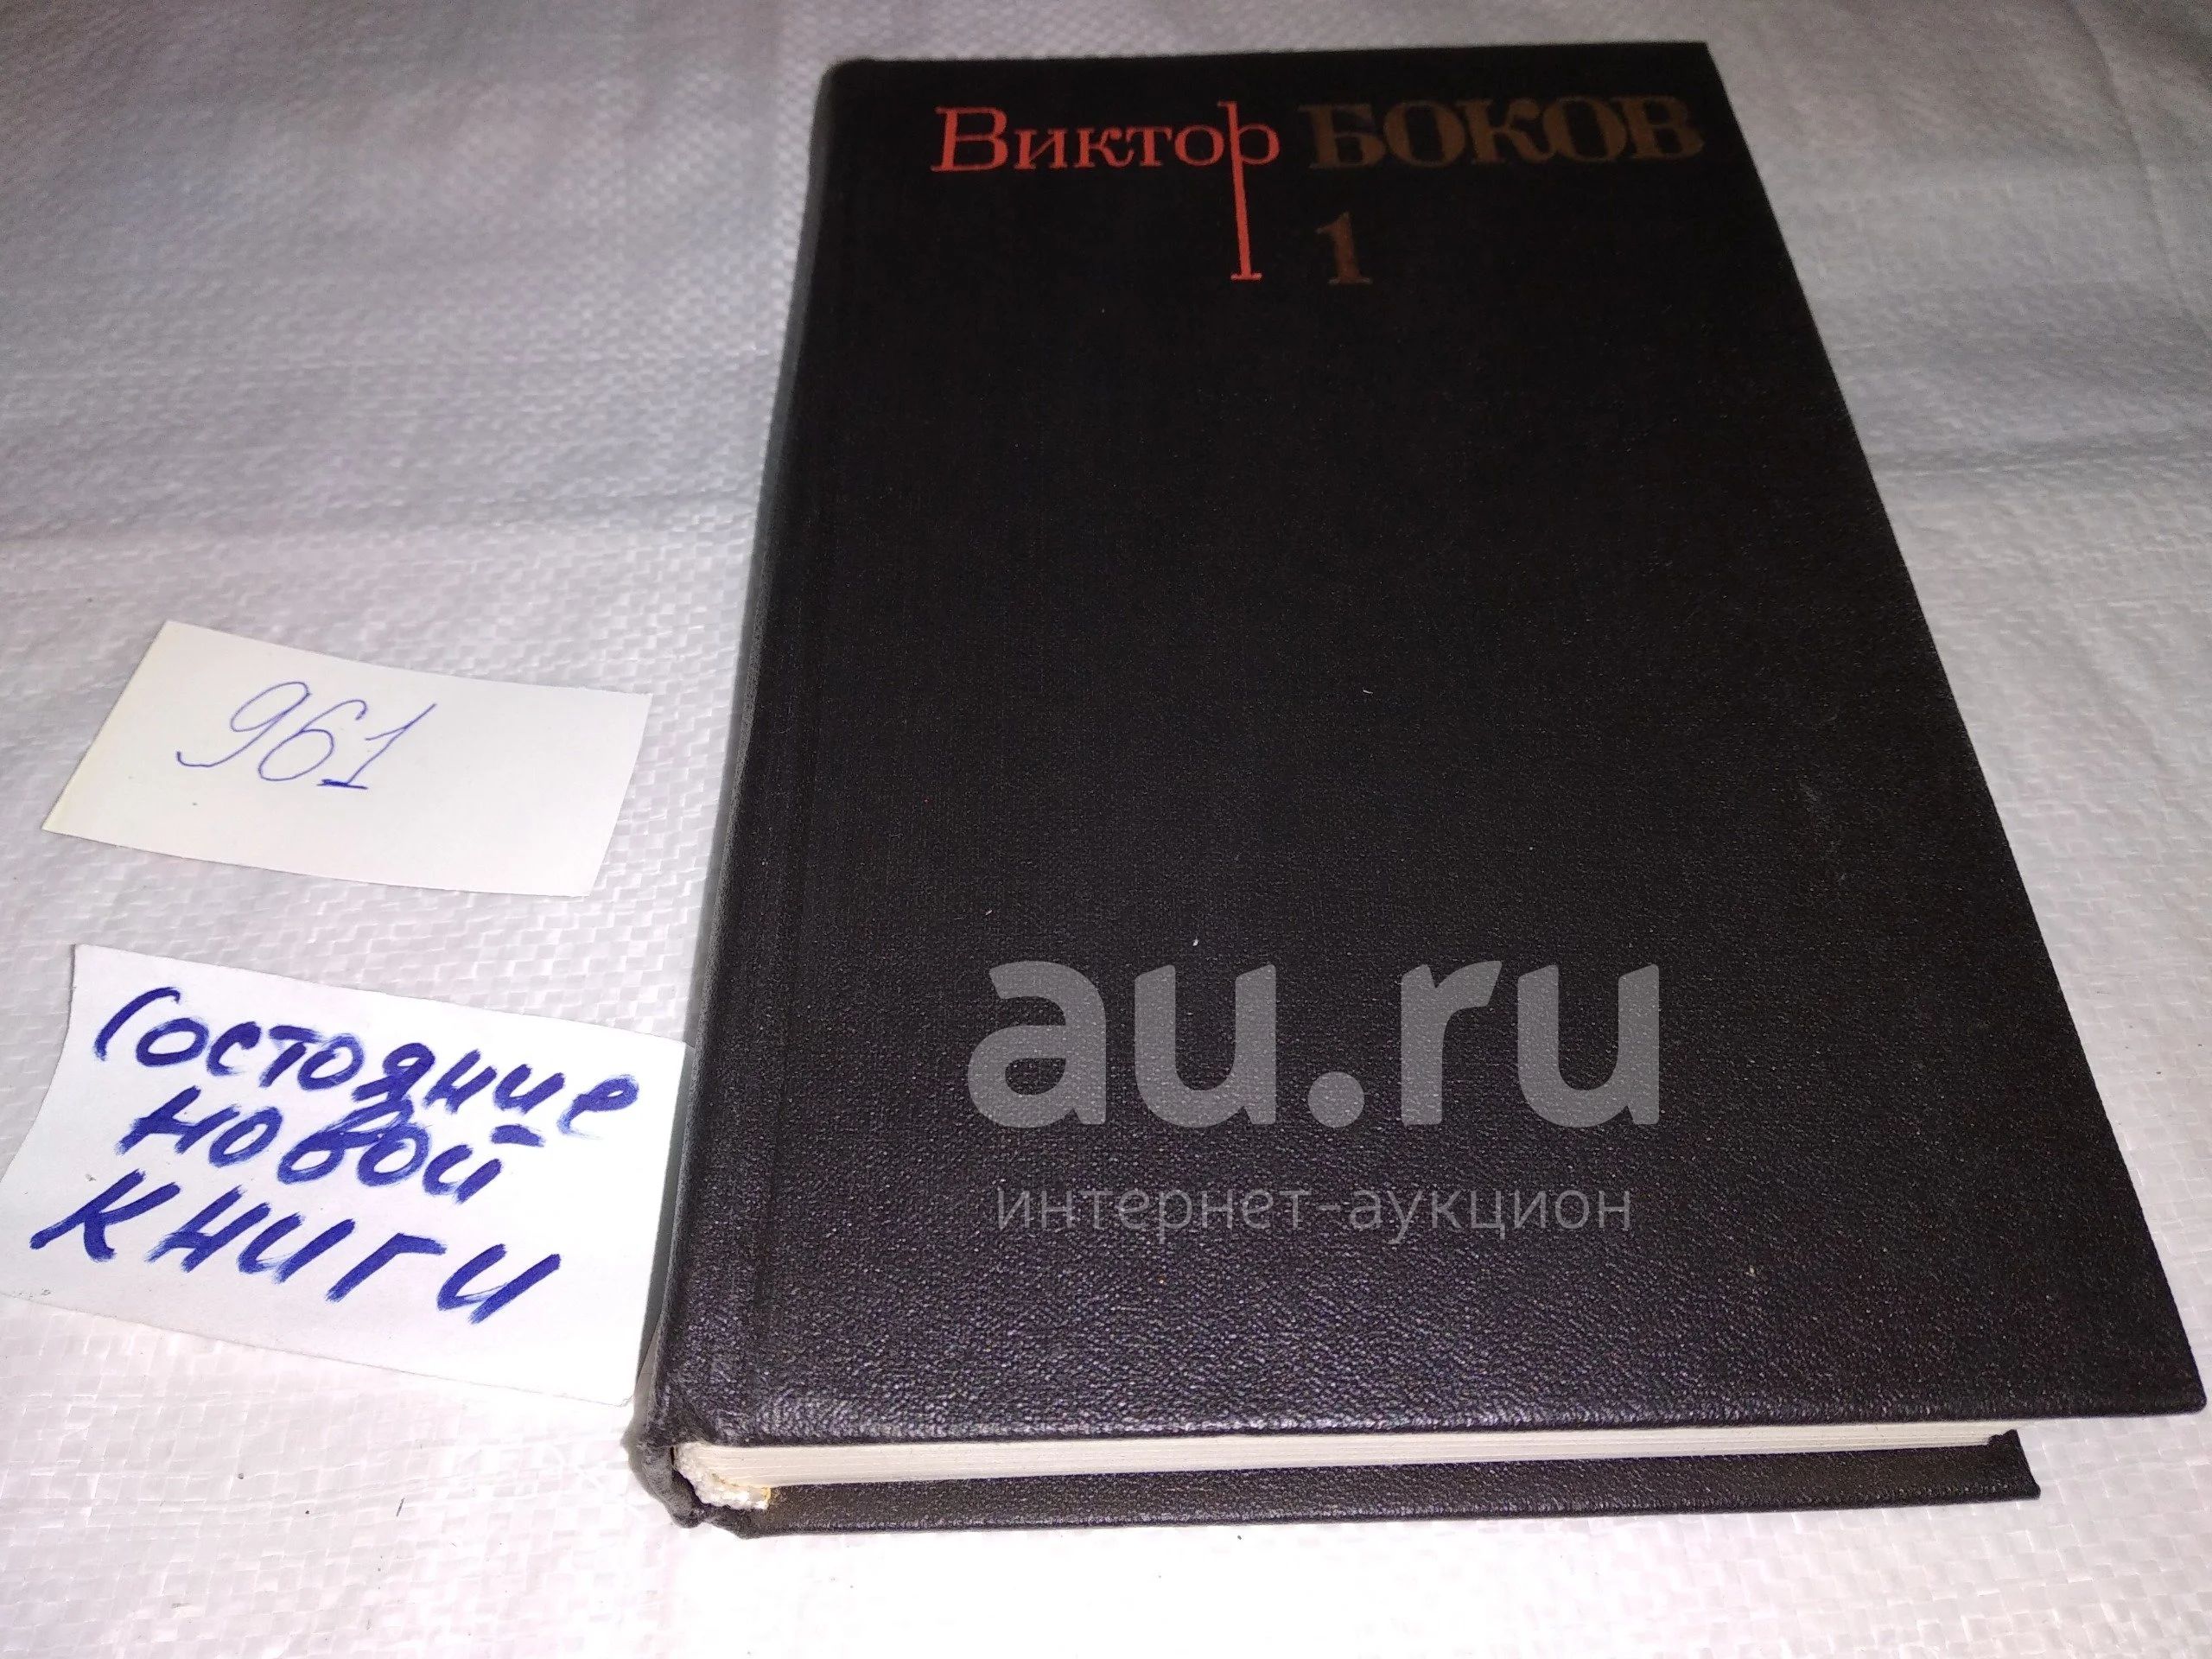 Виктор БОКОВ
1
961
Состояние
новой
книги
au.ru
интернет-аукцион